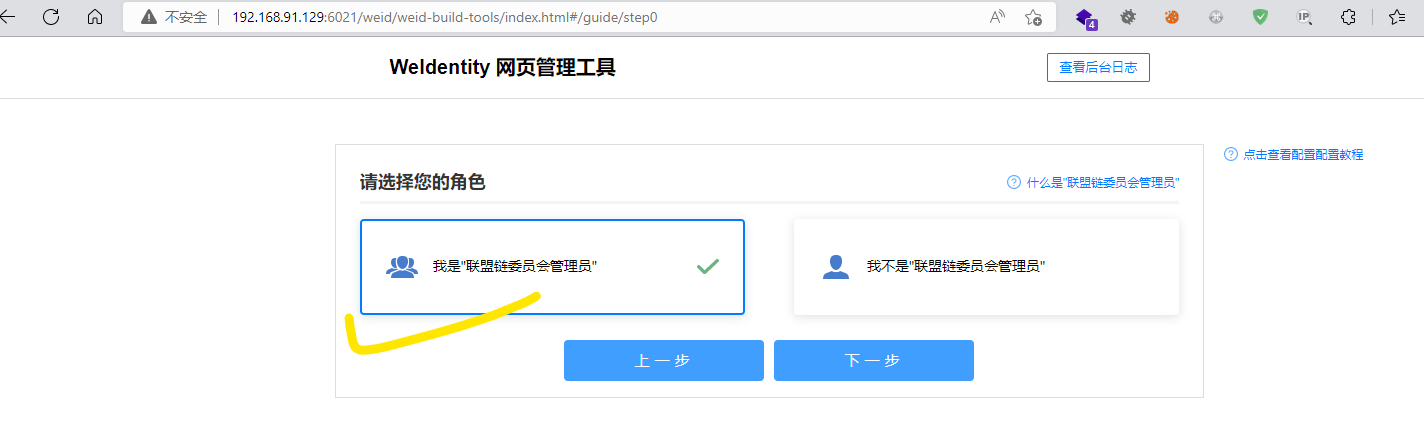 不安全 192.168.91.129:6021/weid/weid-build-tools/index.html#/guide/step0 A IP 4
WeIdentity 网页管理工具 查看后台日志
点击查看配置配置教程
请选择您的角色 什么是"联盟链委员会管理员"
我是"联盟链委员会管理员" 我不是"联盟链委员会管理员"
上一步 下一步